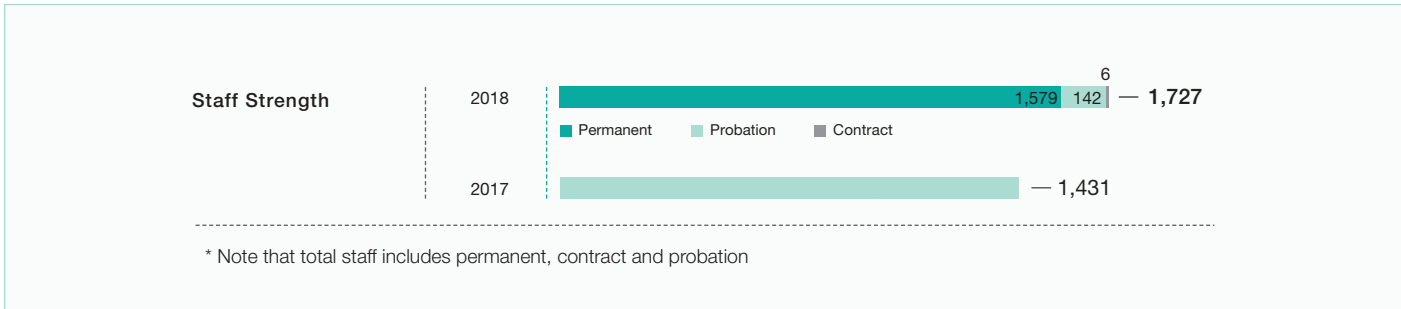 6
Staff Strength 2018 1,579 142 — 1,727
Permanent Probation Contract
2017 — 1,431
* Note that total staff includes permanent, contract and probation